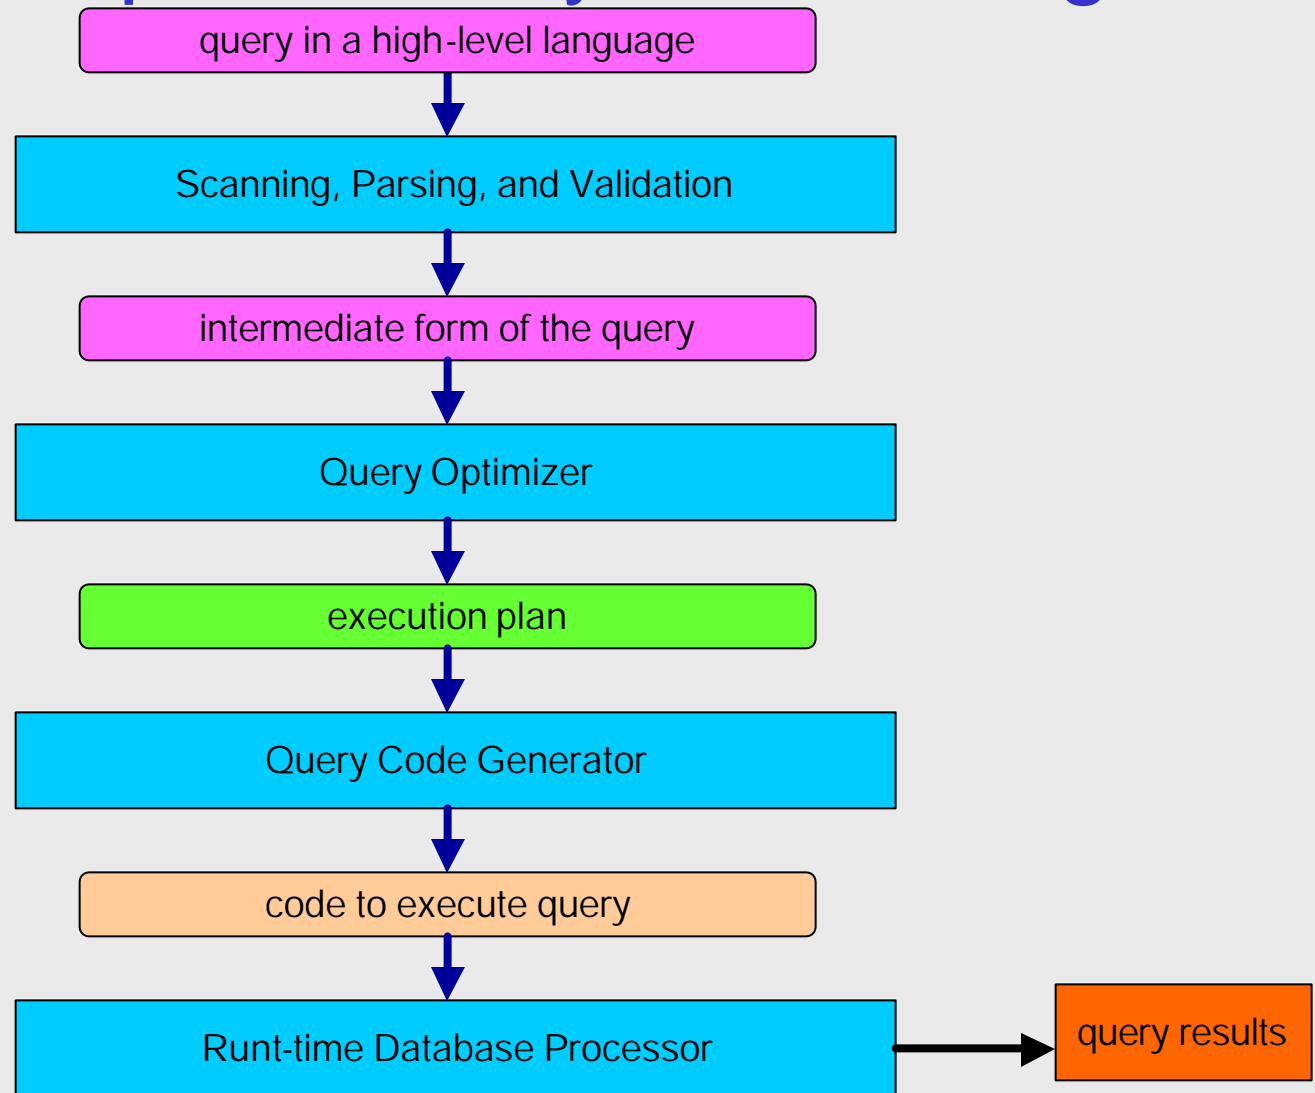 query in a high-level language
Scanning, Parsing, and Validation
intermediate form of the query
Query Optimizer
execution plan
Query Code Generator
code to execute query
Runt-time Database Processor
query results